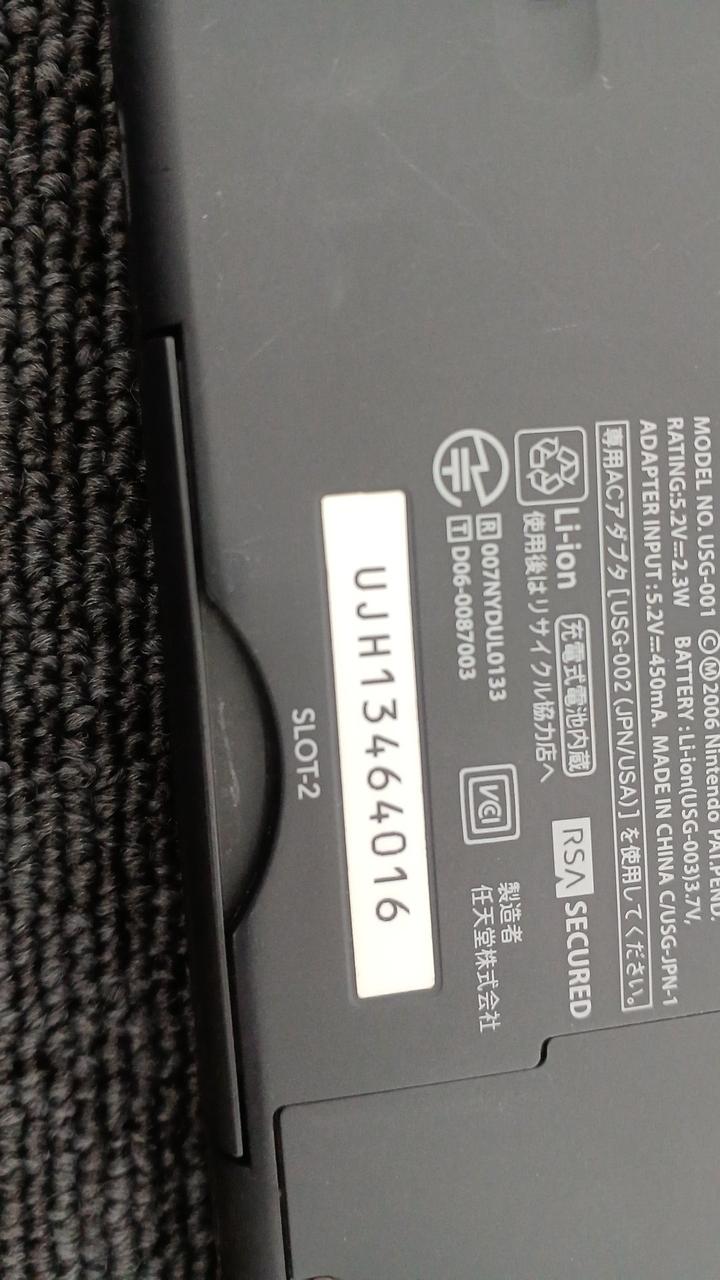 MODEL NO. USG-001 ©Ⓜ2006 Nintendo PAT.PEND.
RATING:5.2V⎓2.3W BATTERY : Li-ion(USG-003)3.7V,
ADAPTER INPUT : 5.2V⎓450mA. MADE IN CHINA C/USG-JPN-1
専用ACアダプタ [USG-002 (JPN/USA)] を使用してください。
Li-ion 充電式電池内蔵 RSA SECURED
使用後はリサイクル協力店へ
R 007NYDUL0133
T D06-0087003
VCI
製造者
任天堂株式会社
UJH13464016
SLOT-2